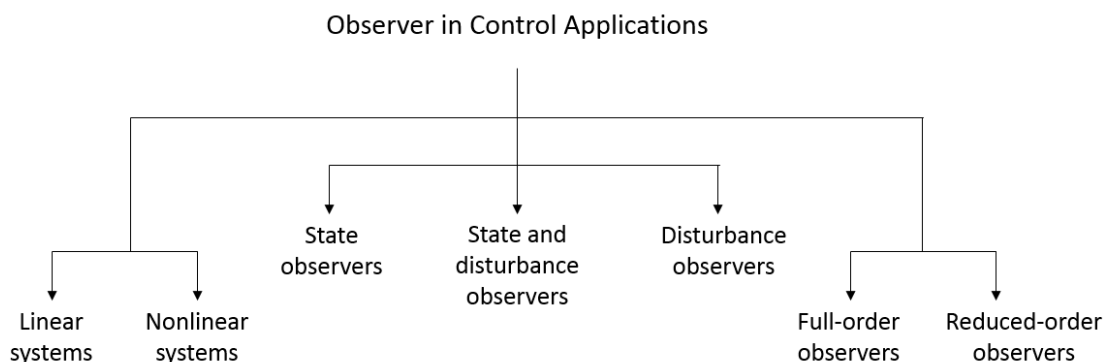 Observer in Control Applications
State
observers
State and
disturbance
observers
Disturbance
observers
Linear
systems
Nonlinear
systems
Full-order
observers
Reduced-order
observers